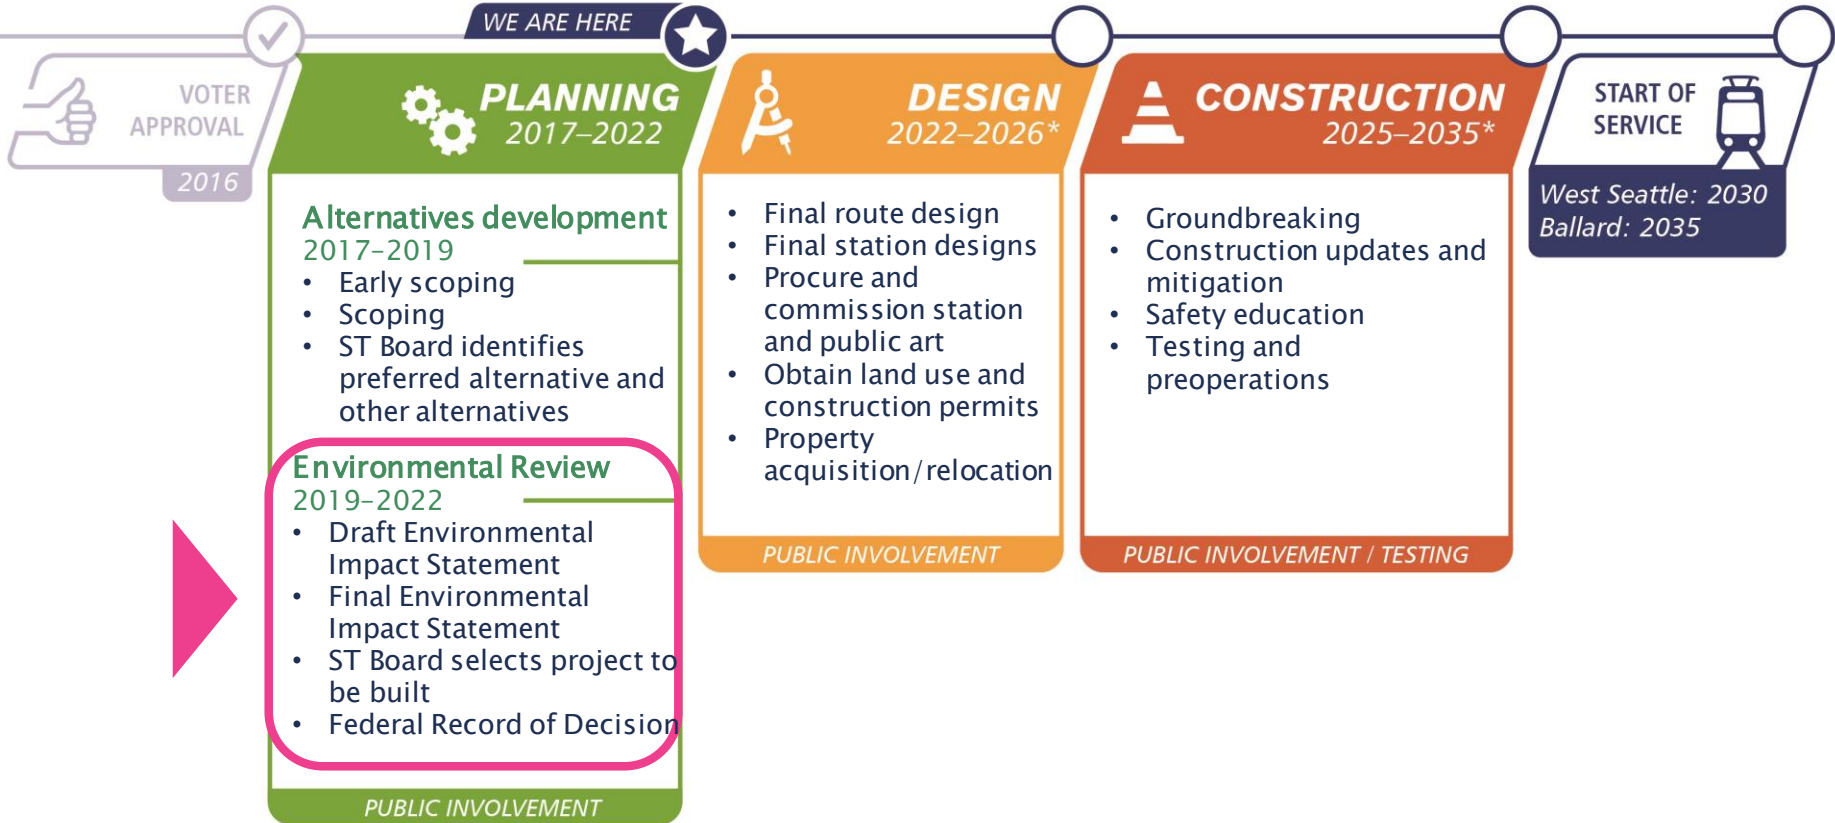 WE ARE HERE
VOTER
APPROVAL
2016
PLANNING
2017–2022
Alternatives development
2017–2019
• Early scoping
• Scoping
• ST Board identifies
preferred alternative and
other alternatives
Environmental Review
2019–2022
• Draft Environmental
Impact Statement
• Final Environmental
Impact Statement
• ST Board selects project to
be built
• Federal Record of Decision
PUBLIC INVOLVEMENT
DESIGN
2022–2026*
• Final route design
• Final station designs
• Procure and
commission station
and public art
• Obtain land use and
construction permits
• Property
acquisition/relocation
PUBLIC INVOLVEMENT
CONSTRUCTION
2025–2035*
• Groundbreaking
• Construction updates and
mitigation
• Safety education
• Testing and
preoperations
PUBLIC INVOLVEMENT / TESTING
START OF
SERVICE
West Seattle: 2030
Ballard: 2035